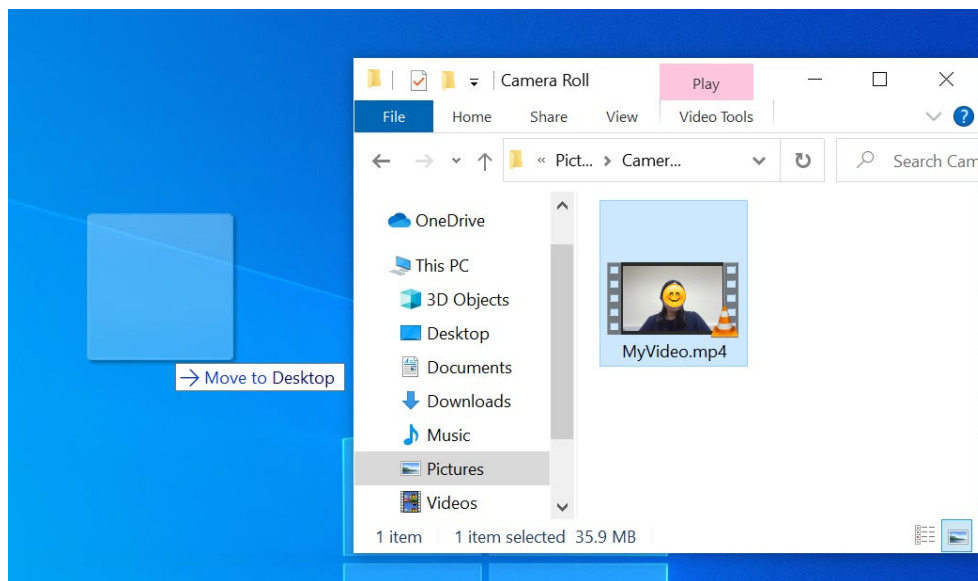 Camera Roll
Play
File
Home
Share
View
Video Tools
?
« Pict... > Camer...
Search Cam
OneDrive
This PC
3D Objects
Desktop
Documents
Downloads
Music
Pictures
Videos
MyVideo.mp4
→ Move to Desktop
1 item
1 item selected 35.9 MB